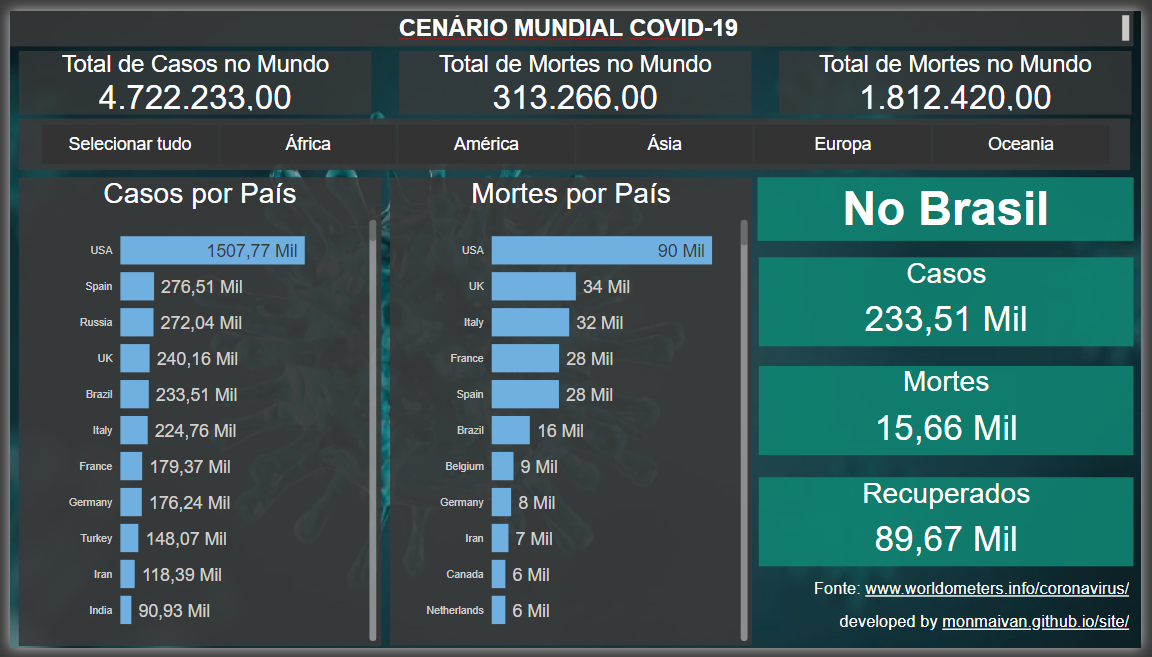 CENÁRIO MUNDIAL COVID-19
Total de Casos no Mundo
4.722.233,00
Total de Mortes no Mundo
313.266,00
Total de Mortes no Mundo
1.812.420,00
Selecionar tudo África América Ásia Europa Oceania
Casos por País
USA 1507,77 Mil
Spain 276,51 Mil
Russia 272,04 Mil
UK 240,16 Mil
Brazil 233,51 Mil
Italy 224,76 Mil
France 179,37 Mil
Germany 176,24 Mil
Turkey 148,07 Mil
Iran 118,39 Mil
India 90,93 Mil
Mortes por País
USA 90 Mil
UK 34 Mil
Italy 32 Mil
France 28 Mil
Spain 28 Mil
Brazil 16 Mil
Belgium 9 Mil
Germany 8 Mil
Iran 7 Mil
Canada 6 Mil
Netherlands 6 Mil
No Brasil
Casos
233,51 Mil
Mortes
15,66 Mil
Recuperados
89,67 Mil
Fonte: www.worldometers.info/coronavirus/
developed by monmaivan.github.io/site/